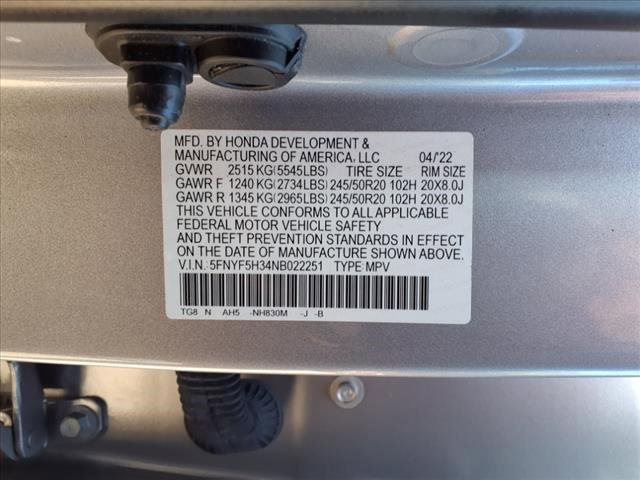 MFD. BY HONDA DEVELOPMENT &
MANUFACTURING OF AMERICA, LLC 04/'22
GVWR 2515 KG(5545LBS) TIRE SIZE RIM SIZE
GAWR F 1240 KG(2734LBS) 245/50R20 102H 20X8.0J
GAWR R 1345 KG(2965LBS) 245/50R20 102H 20X8.0J
THIS VEHICLE CONFORMS TO ALL APPLICABLE
FEDERAL MOTOR VEHICLE SAFETY
AND THEFT PREVENTION STANDARDS IN EFFECT
ON THE DATE OF MANUFACTURE SHOWN ABOVE.
V.I.N.: 5FNYF5H34NB022251 TYPE: MPV
TG8 N AH5 -NH830M -J -B